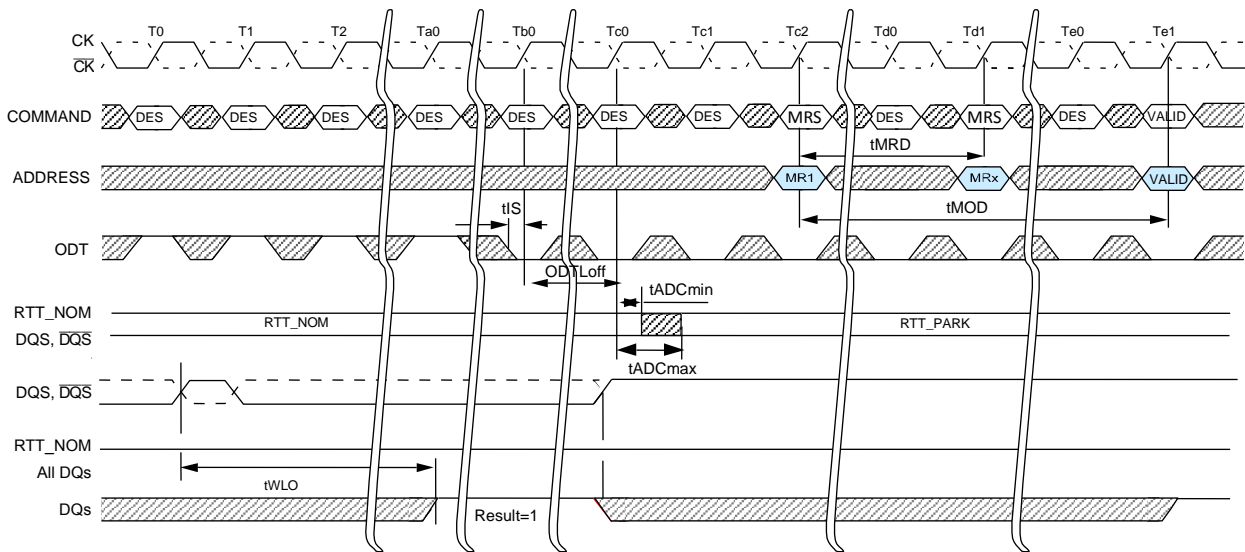 T0 T1 T2 Ta0 Tb0 Tc0 Tc1 Tc2 Td0 Td1 Te0 Te1
CK
CK
COMMAND DES DES DES DES DES DES DES MRS DES MRS DES VALID
tMRD
ADDRESS MR1 MRx VALID
tIS tMOD
ODT
ODTLoff
tADCmin
RTT_NOM
RTT_NOM RTT_PARK
DQS, DQS
tADCmax
DQS, DQS
RTT_NOM
All DQs
tWLO
DQs Result=1